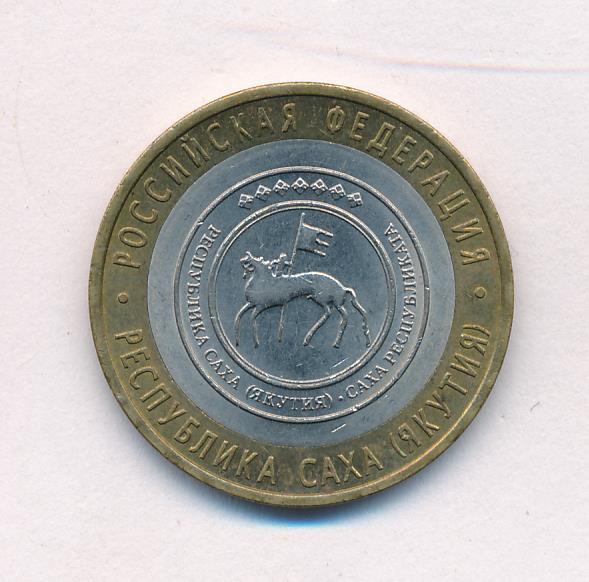 РОССИЙСКАЯ ФЕДЕРАЦИЯ
• РЕСПУБЛИКА САХА (ЯКУТИЯ) •
РЕСПУБЛИКА САХА (ЯКУТИЯ) • САХА РЕСПУБЛИКАТА